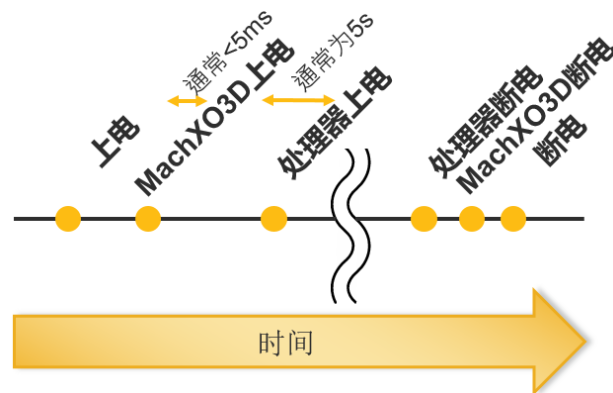 上电
通常<5ms
MachXO3D上电
通常为5s
处理器上电
处理器断电
MachXO3D断电
断电
时间